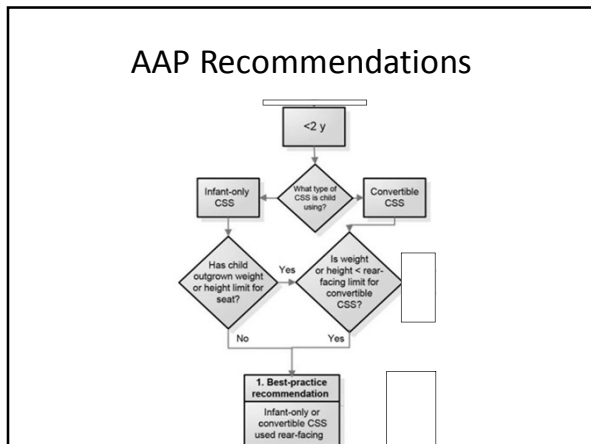 AAP Recommendations
<2 y
Infant-only
CSS
What type of
CSS is child
using?
Convertible
CSS
Has child
outgrown weight
or height limit for
seat?
Yes
Is weight
or height < rear-
facing limit for
convertible
CSS?
No
Yes
1. Best-practice
recommendation
Infant-only or
convertible CSS
used rear-facing